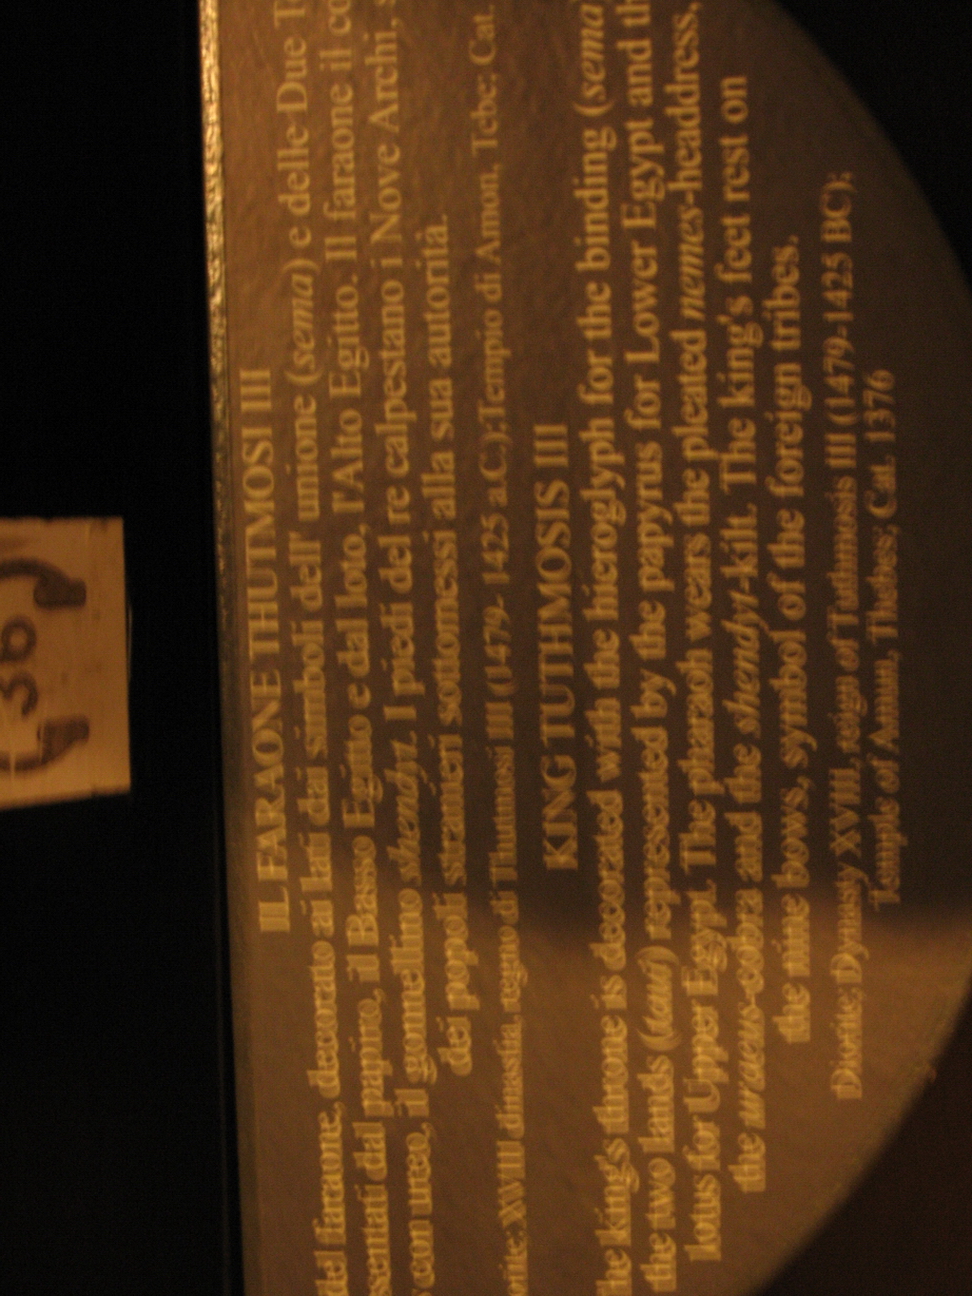 36
IL FARAONE THUTMOSI III
del faraone, decorato ai lati dai simboli dell' unione (sema) e delle Due
dal papiro, il Basso Egitto e dal loto, l'Alto Egitto. Il faraone il
con ureo, il gonnellino shendyt. I piedi del re calpestano i Nove Archi,
dei popoli stranieri sottomessi alla sua autorità.
XVIII dinastia, regno di Thutmosi III (1479- 1425 a.C.);Tempio di Amon, Tebe; Cat.
KING TUTHMOSIS III
the king's throne is decorated with the hieroglyph for the binding (sema)
the two lands (taui) represented by the papyrus for Lower Egypt and
lotus for Upper Egypt. The pharaoh wears the pleated nemes-headdress,
the uraeus-cobra and the shendyt-kilt. The king's feet rest on
the nine bows, symbol of the foreign tribes.
Diorite; Dynasty XVIII, reign of Tuthmosis III (1479-1425 BC);
Temple of Amun, Thebes; Cat. 1376